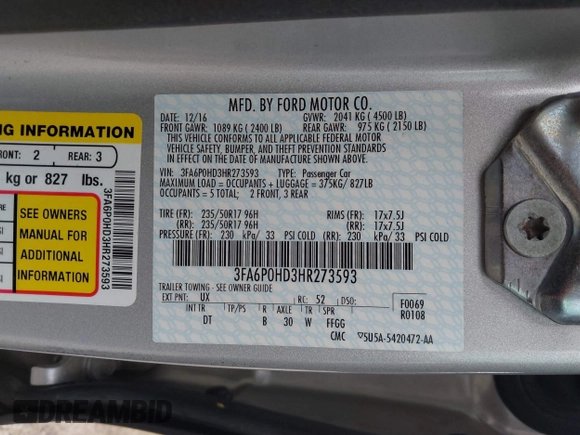 NG INFORMATION
FRONT: 2 REAR: 3
kg or 827 lbs.
SEE OWNERS
MANUAL FOR
ADDITIONAL
INFORMATION
3FA6P0HD3HR273593
MFD. BY FORD MOTOR CO.
DATE: 12/16 GVWR: 2041 KG ( 4500 LB)
FRONT GAWR: 1089 KG ( 2400 LB) REAR GAWR: 975 KG ( 2150 LB)
THIS VEHICLE CONFORMS TO ALL APPLICABLE FEDERAL MOTOR
VEHICLE SAFETY, BUMPER, AND THEFT PREVENTION STANDARDS
IN EFFECT ON THE DATE OF MANUFACTURE SHOWN ABOVE.
VIN: 3FA6P0HD3HR273593 TYPE: Passenger Car
MAXIMUM LOAD = OCCUPANTS + LUGGAGE = 375KG/ 827LB
OCCUPANTS = 5 TOTAL; 2 FRONT, 3 REAR
TIRE (FR): 235/50R17 96H RIMS (FR): 17x7.5J
(RR): 235/50R17 96H (RR): 17x7.5J
PRESSURE (FR): 230 kPa/ 33 PSI COLD (RR): 230 kPa/ 33 PSI COLD
3FA6P0HD3HR273593
TRAILER TOWING - SEE OWNER GUIDE
EXT PNT: UX RC: 52 DSO:
F0069
R0108
INT TR TP/PS R AXLE TR SPR
DT B 30 W FFGG
CMC ▽5U5A-5420472-AA
DREAMBID